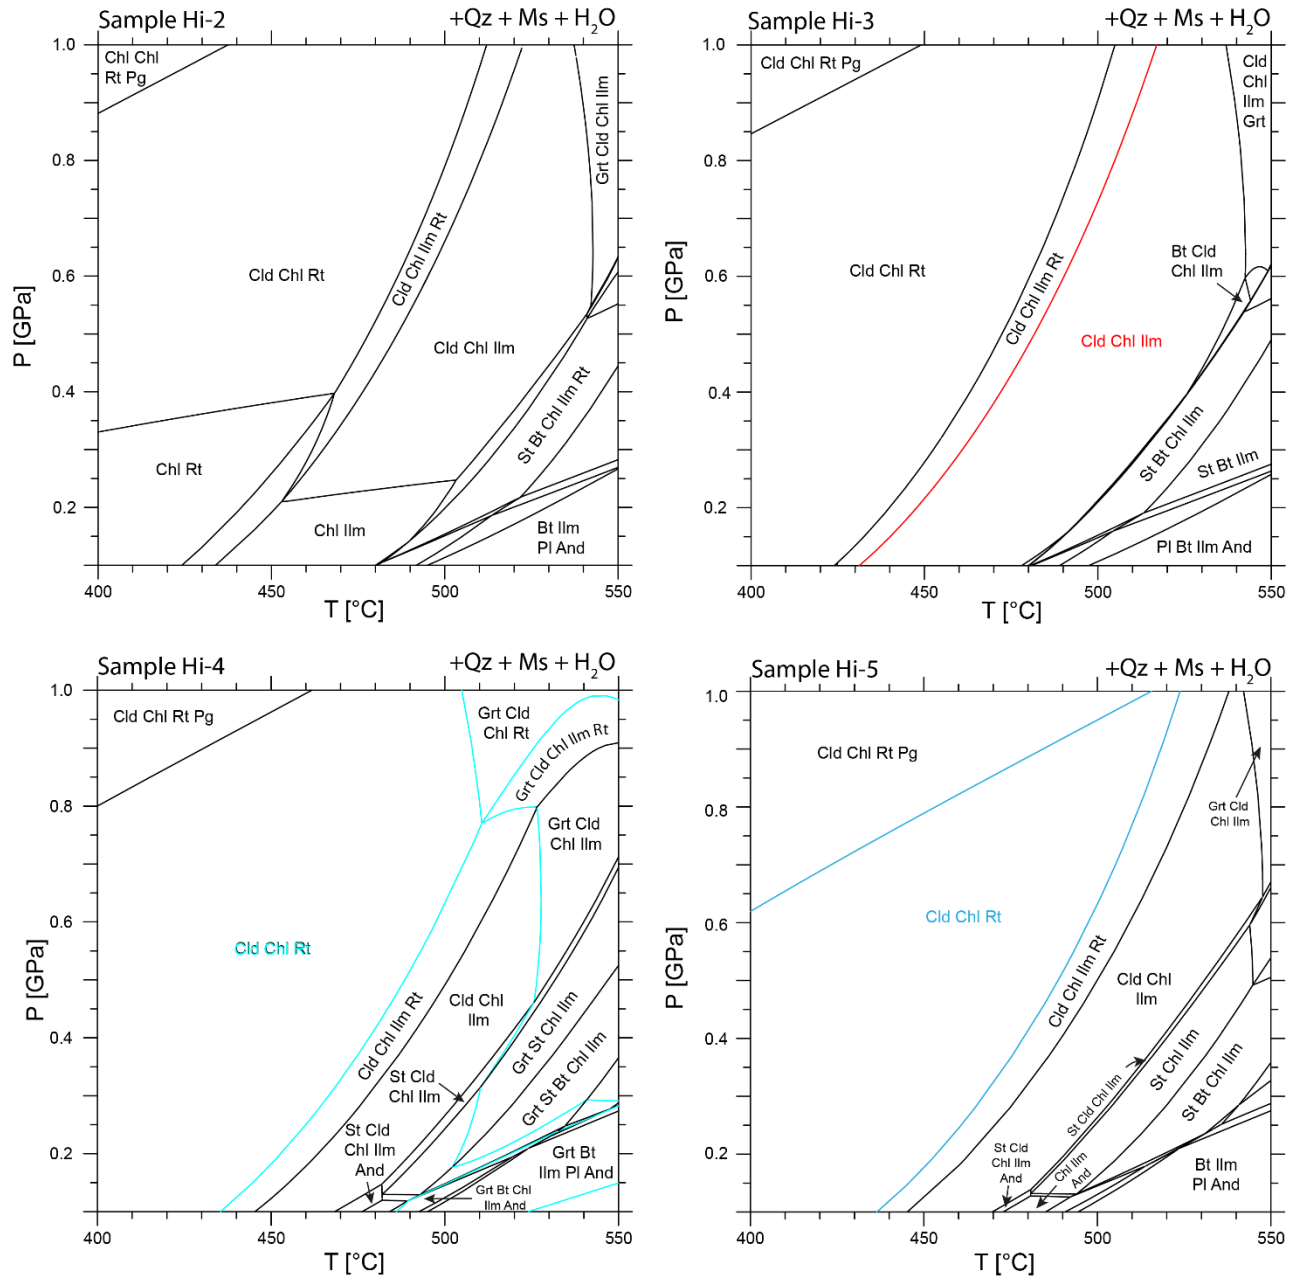 Sample Hi-2
+Qz + Ms + H2O
Chl Chl
Rt Pg
Cld Chl Rt
Cld Chl Ilm Rt
Grt Cld Chl Ilm
Cld Chl Ilm
St Bt Chl Ilm Rt
Chl Rt
Chl Ilm
Bt Ilm
Pl And
1.0
0.8
0.6
0.4
0.2
P [GPa]
400
450
500
550
T [°C]
Sample Hi-3
+Qz + Ms + H2O
Cld Chl Rt Pg
Cld
Chl
Ilm
Grt
Cld Chl Rt
Cld Chl Ilm Rt
Bt Cld
Chl Ilm
Cld Chl Ilm
St Bt Chl Ilm
St Bt Ilm
Pl Bt Ilm And
1.0
0.8
0.6
0.4
0.2
P [GPa]
400
450
500
550
T [°C]
Sample Hi-4
+Qz + Ms + H2O
Cld Chl Rt Pg
Grt Cld
Chl Rt
Grt Cld Chl Ilm Rt
Grt Cld
Chl Ilm
Cld Chl Rt
Cld Chl Ilm Rt
Cld Chl
Ilm
St Cld
Chl Ilm
Grt St Chl Ilm
Grt St Bt Chl Ilm
St Cld
Chl Ilm
And
Grt Bt
Ilm Pl And
Grt Bt Chl
Ilm And
1.0
0.8
0.6
0.4
0.2
P [GPa]
400
450
500
550
T [°C]
Sample Hi-5
+Qz + Ms + H2O
Cld Chl Rt Pg
Grt Cld
Chl Ilm
Cld Chl Rt
Cld Chl Ilm Rt
Cld Chl
Ilm
St Cld Chl Ilm
St Chl Ilm
St Bt Chl Ilm
St Cld
Chl Ilm
And
Chl Ilm
And
Bt Ilm
Pl And
1.0
0.8
0.6
0.4
0.2
P [GPa]
400
450
500
550
T [°C]